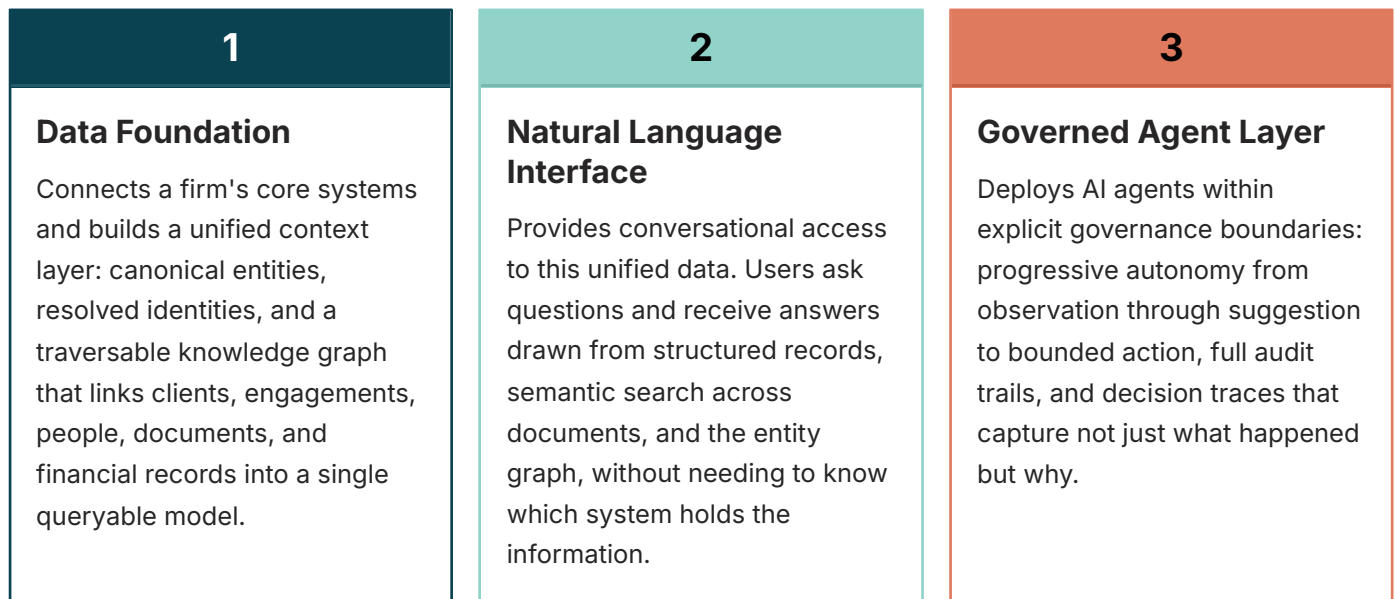 1
Data Foundation
Connects a firm's core systems
and builds a unified context
layer: canonical entities,
resolved identities, and a
traversable knowledge graph
that links clients, engagements,
people, documents, and
financial records into a single
queryable model.
2
Natural Language
Interface
Provides conversational access
to this unified data. Users ask
questions and receive answers
drawn from structured records,
semantic search across
documents, and the entity
graph, without needing to know
which system holds the
information.
3
Governed Agent Layer
Deploys AI agents within
explicit governance boundaries:
progressive autonomy from
observation through suggestion
to bounded action, full audit
trails, and decision traces that
capture not just what happened
but why.